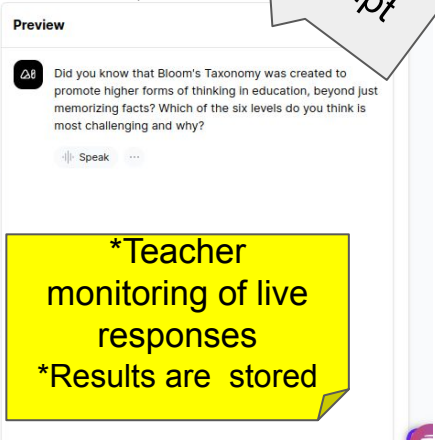 Preview
Did you know that Bloom's Taxonomy was created to
promote higher forms of thinking in education, beyond just
memorizing facts? Which of the six levels do you think is
most challenging and why?
Speak ...
*Teacher
monitoring of live
responses
*Results are stored